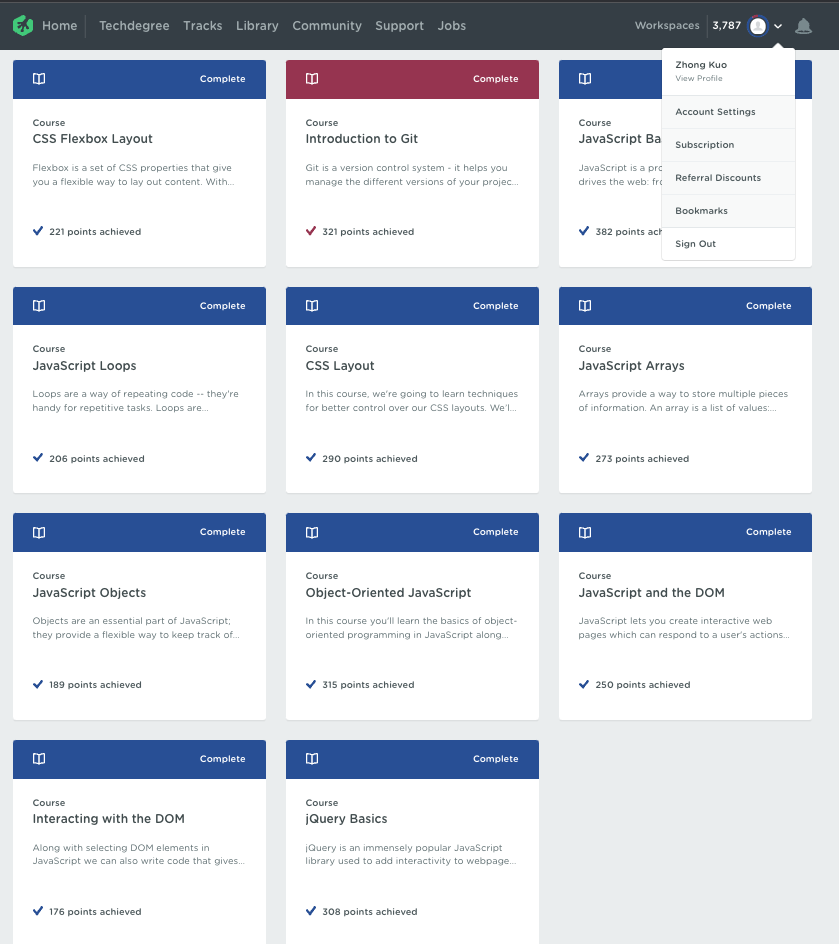 Home Techdegree Tracks Library Community Support Jobs Workspaces 3,787
Zhong Kuo
View Profile
Account Settings
Subscription
Referral Discounts
Bookmarks
Sign Out
Complete
Course
CSS Flexbox Layout
Flexbox is a set of CSS properties that give
you a flexible way to lay out content. With...
221 points achieved
Complete
Course
Introduction to Git
Git is a version control system - it helps you
manage the different versions of your projec...
321 points achieved
Course
JavaScript
JavaScript is a
drives the web:
382 points
Complete
Course
JavaScript Loops
Loops are a way of repeating code -- they're
handy for repetitive tasks. Loops are...
206 points achieved
Complete
Course
CSS Layout
In this course, we're going to learn techniques
for better control over our CSS layouts. We'l...
290 points achieved
Complete
Course
JavaScript Arrays
Arrays provide a way to store multiple pieces
of information. An array is a list of values:...
273 points achieved
Complete
Course
JavaScript Objects
Objects are an essential part of JavaScript;
they provide a flexible way to keep track of...
189 points achieved
Complete
Course
Object-Oriented JavaScript
In this course you'll learn the basics of object-
oriented programming in JavaScript along...
315 points achieved
Complete
Course
JavaScript and the DOM
JavaScript lets you create interactive web
pages which can respond to a user's actions...
250 points achieved
Complete
Course
Interacting with the DOM
Along with selecting DOM elements in
JavaScript we can also write code that gives...
176 points achieved
Complete
Course
jQuery Basics
jQuery is an immensely popular JavaScript
library used to add interactivity to webpage...
308 points achieved